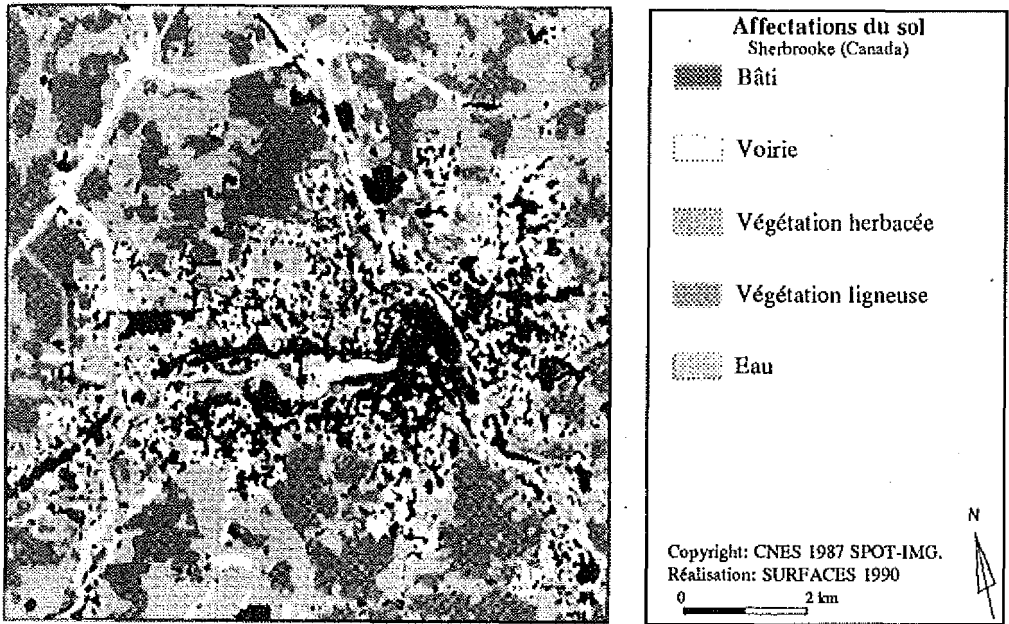 Affectations du sol
Sherbrooke (Canada)
Bâti
Voirie
Végétation herbacée
Végétation ligneuse
Eau
N
Copyright: CNES 1987 SPOT-IMG.
Réalisation: SURFACES 1990
0 2 km